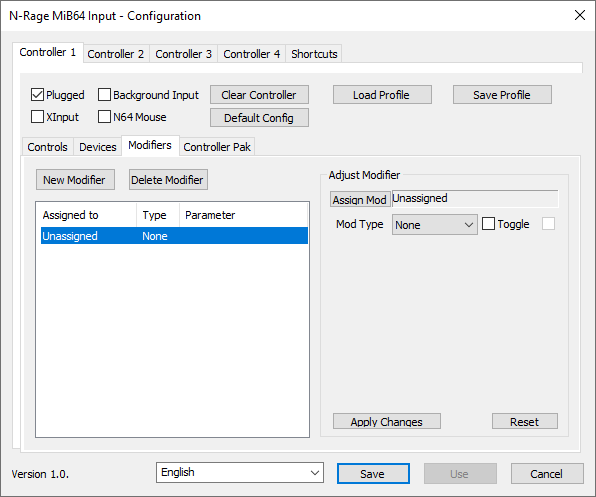 N-Rage MiB64 Input - Configuration
Controller 1 Controller 2 Controller 3 Controller 4 Shortcuts
Plugged Background Input Clear Controller Load Profile Save Profile
XInput N64 Mouse Default Config
Controls Devices Modifiers Controller Pak
New Modifier Delete Modifier
Adjust Modifier
Assign Mod Unassigned
Assigned to Type Parameter
Mod Type None Toggle
Unassigned None
Apply Changes Reset
Version 1.0. English Save Use Cancel